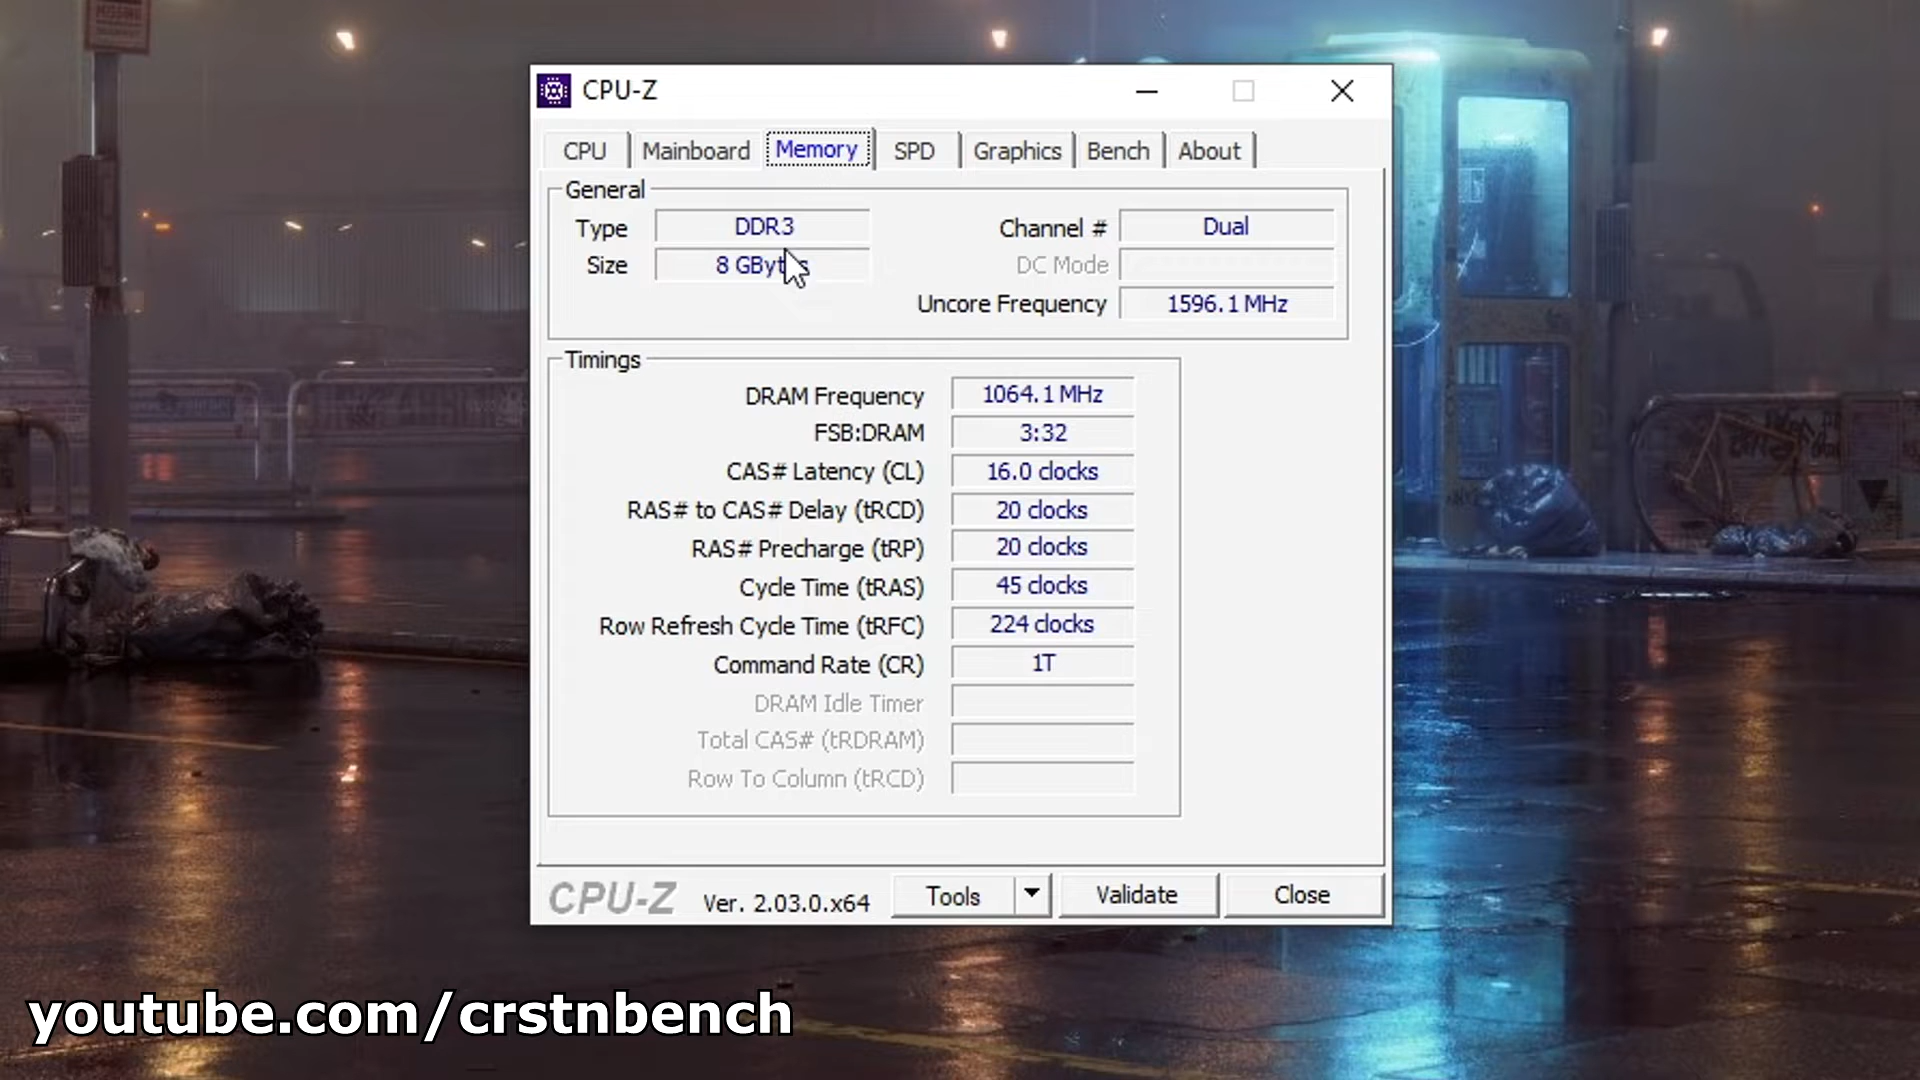 MISSING
CPU-Z
CPU Mainboard Memory SPD Graphics Bench About
General
Type DDR3 Channel # Dual
Size 8 GBytes DC Mode
Uncore Frequency 1596.1 MHz
Timings
DRAM Frequency 1064.1 MHz
FSB:DRAM 3:32
CAS# Latency (CL) 16.0 clocks
RAS# to CAS# Delay (tRCD) 20 clocks
RAS# Precharge (tRP) 20 clocks
Cycle Time (tRAS) 45 clocks
Row Refresh Cycle Time (tRFC) 224 clocks
Command Rate (CR) 1T
DRAM Idle Timer
Total CAS# (tRDRAM)
Row To Column (tRCD)
CPU-Z Ver. 2.03.0.x64 Tools Validate Close
youtube.com/crstnbench